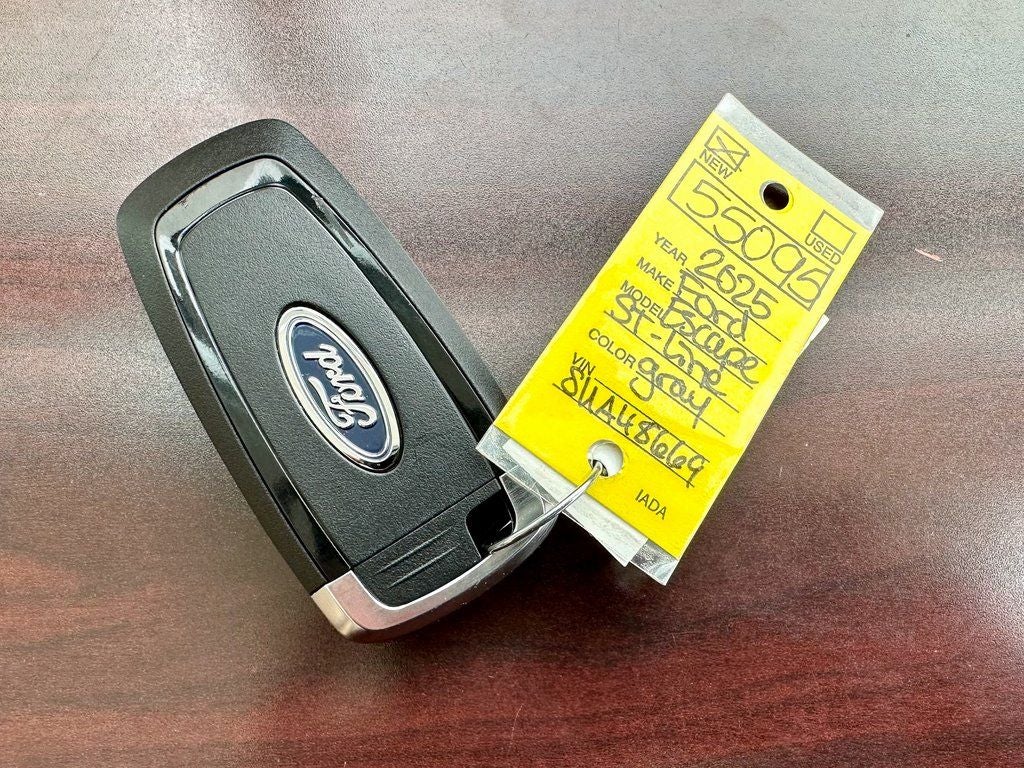 Ford
NEW
USED
55095
YEAR 2025
MAKE Ford
MODEL Escape
ST-Line
COLOR gray
VIN
SUA48669
IADA